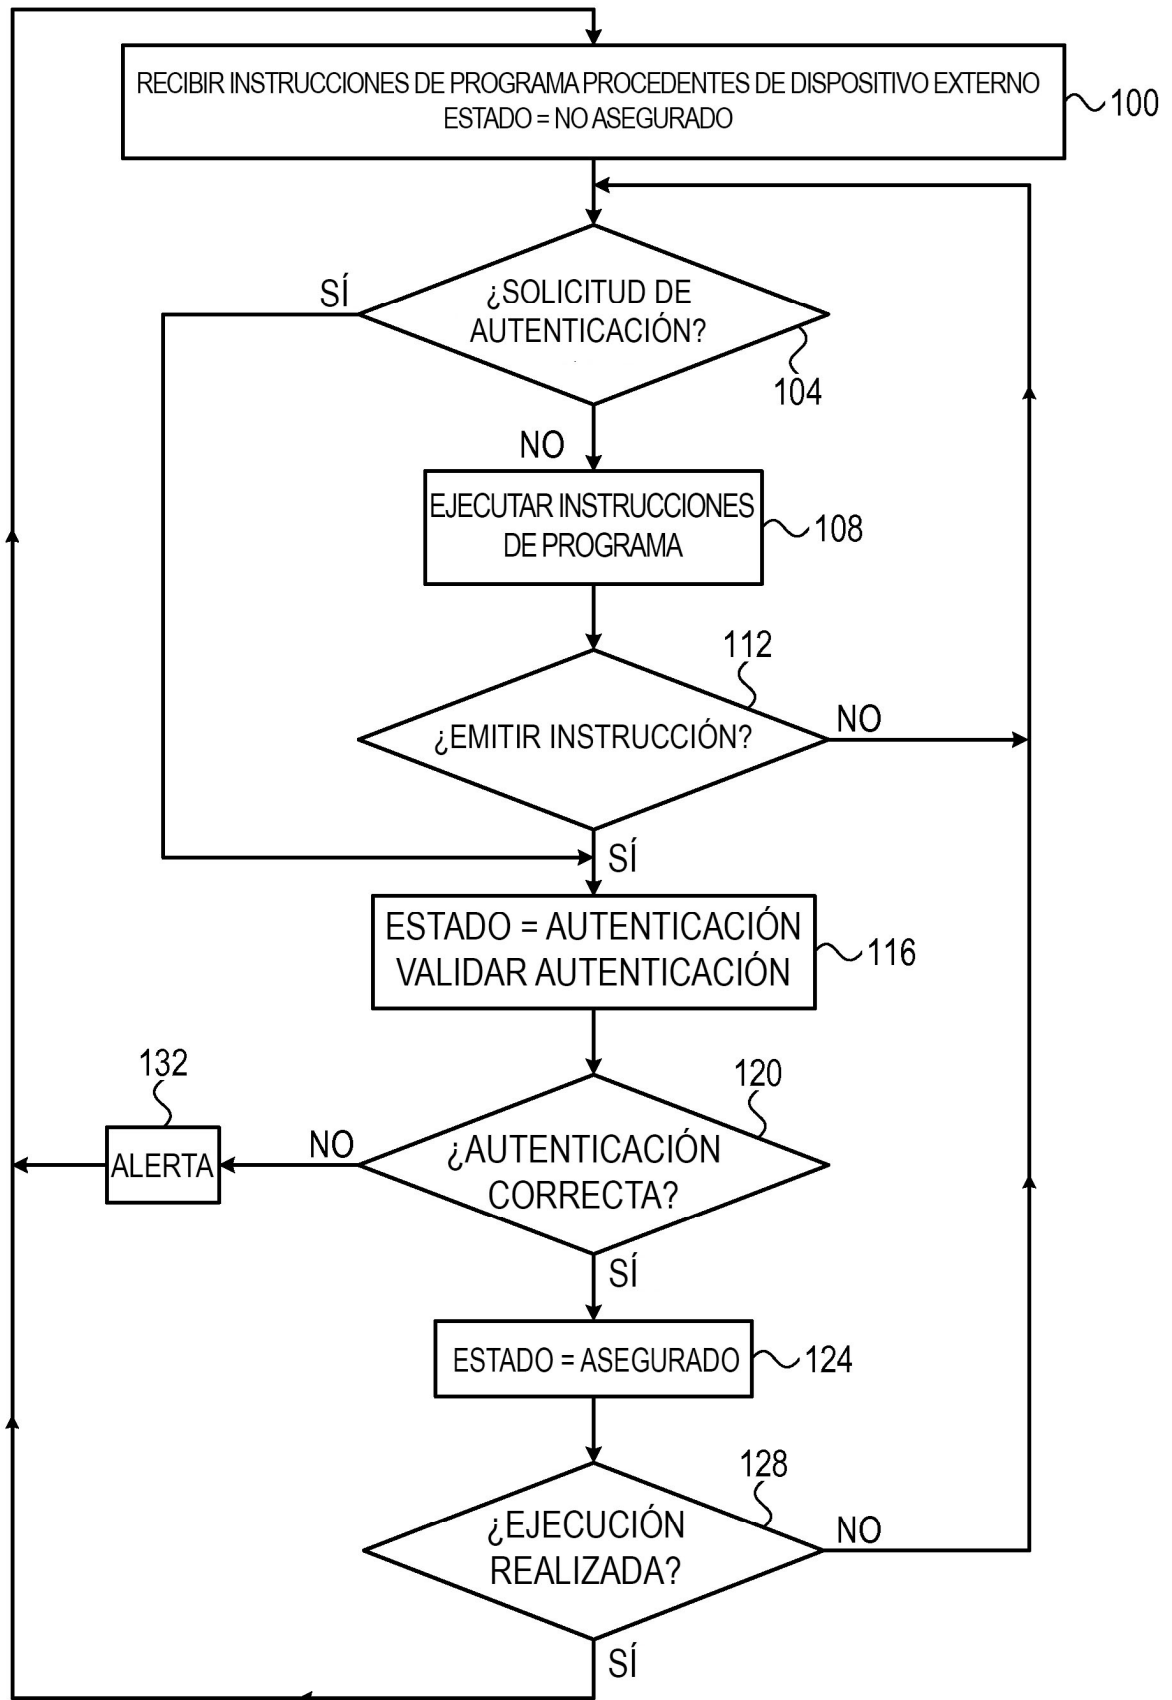 RECIBIR INSTRUCCIONES DE PROGRAMA PROCEDENTES DE DISPOSITIVO EXTERNO
ESTADO = NO ASEGURADO
100
SÍ
¿SOLICITUD DE
AUTENTICACIÓN?
104
NO
EJECUTAR INSTRUCCIONES
DE PROGRAMA
108
112
¿EMITIR INSTRUCCIÓN?
NO
SÍ
ESTADO = AUTENTICACIÓN
VALIDAR AUTENTICACIÓN
116
132
120
ALERTA
NO
¿AUTENTICACIÓN
CORRECTA?
SÍ
ESTADO = ASEGURADO
124
128
¿EJECUCIÓN
REALIZADA?
NO
SÍ